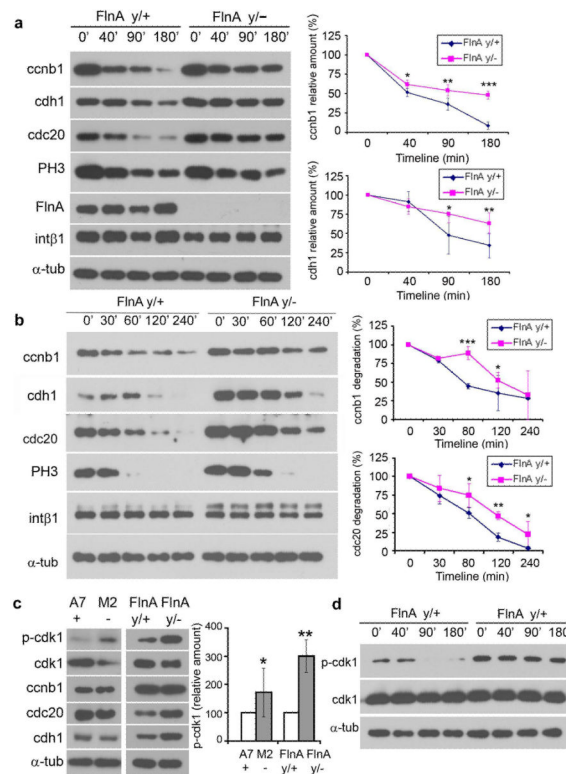 a
FlnA y/+ FlnA y/−
0' 40' 90' 180' 0' 40' 90' 180'
ccnb1
cdh1
cdc20
PH3
FlnA
intβ1
α-tub
ccnb1 relative amount (%)
125
100
75
50
25
0
FlnA y/+
FlnA y/-
* ** ***
0 40 90 180
Timeline (min)
cdh1 relative amount (%)
125
100
75
50
25
0
FlnA y/+
FlnA y/-
* **
0 40 90 180
Timeline (min)
b
FlnA y/+ FlnA y/-
0' 30' 60' 120' 240' 0' 30' 60' 120' 240'
ccnb1
cdh1
cdc20
PH3
intβ1
α-tub
ccnb1 degradation (%)
125
100
75
50
25
0
FlnA y/+
FlnA y/-
*** *
0 30 80 120 240
Timeline (min)
cdc20 degradation (%)
125
100
75
50
25
0
FlnA y/+
FlnA y/-
* ** *
0 30 80 120 240
Timeline (min)
c
A7 M2 FlnA FlnA
+ - y/+ y/-
p-cdk1
cdk1
ccnb1
cdc20
cdh1
α-tub
p-cdk1 (relative amount)
400
300
200
100
0
* **
A7 M2 FlnA FlnA
+ - y/+ y/-
d
FlnA y/+ FlnA y/+
0' 40' 90' 180' 0' 40' 90' 180'
p-cdk1
cdk1
α-tub